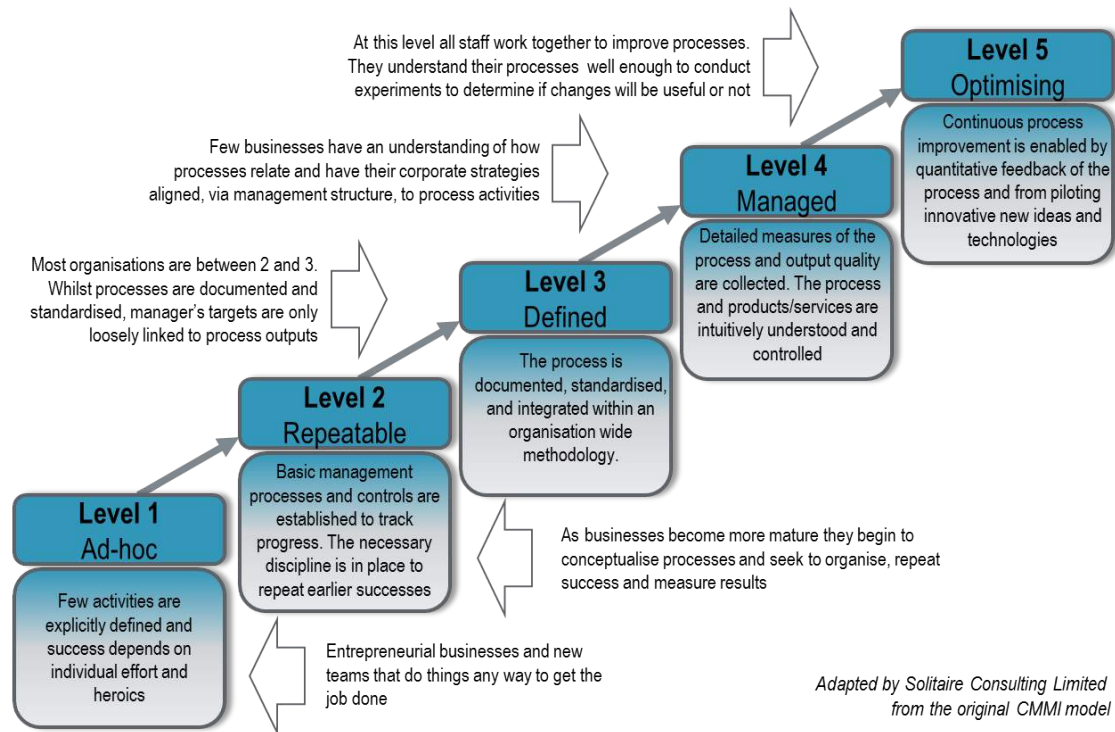 At this level all staff work together to improve processes.
They understand their processes well enough to conduct
experiments to determine if changes will be useful or not
Level 5
Optimising
Continuous process
improvement is enabled by
quantitative feedback of the
process and from piloting
innovative new ideas and
technologies
Few businesses have an understanding of how
processes relate and have their corporate strategies
aligned, via management structure, to process activities
Level 4
Managed
Detailed measures of the
process and output quality
are collected. The process
and products/services are
intuitively understood and
controlled
Most organisations are between 2 and 3.
Whilst processes are documented and
standardised, manager's targets are only
loosely linked to process outputs
Level 3
Defined
The process is
documented, standardised,
and integrated within an
organisation wide
methodology.
Level 2
Repeatable
Basic management
processes and controls are
established to track
progress. The necessary
discipline is in place to
repeat earlier successes
As businesses become more mature they begin to
conceptualise processes and seek to organise, repeat
success and measure results
Level 1
Ad-hoc
Few activities are
explicitly defined and
success depends on
individual effort and
heroics
Entrepreneurial businesses and new
teams that do things any way to get the
job done
Adapted by Solitaire Consulting Limited
from the original CMMI model